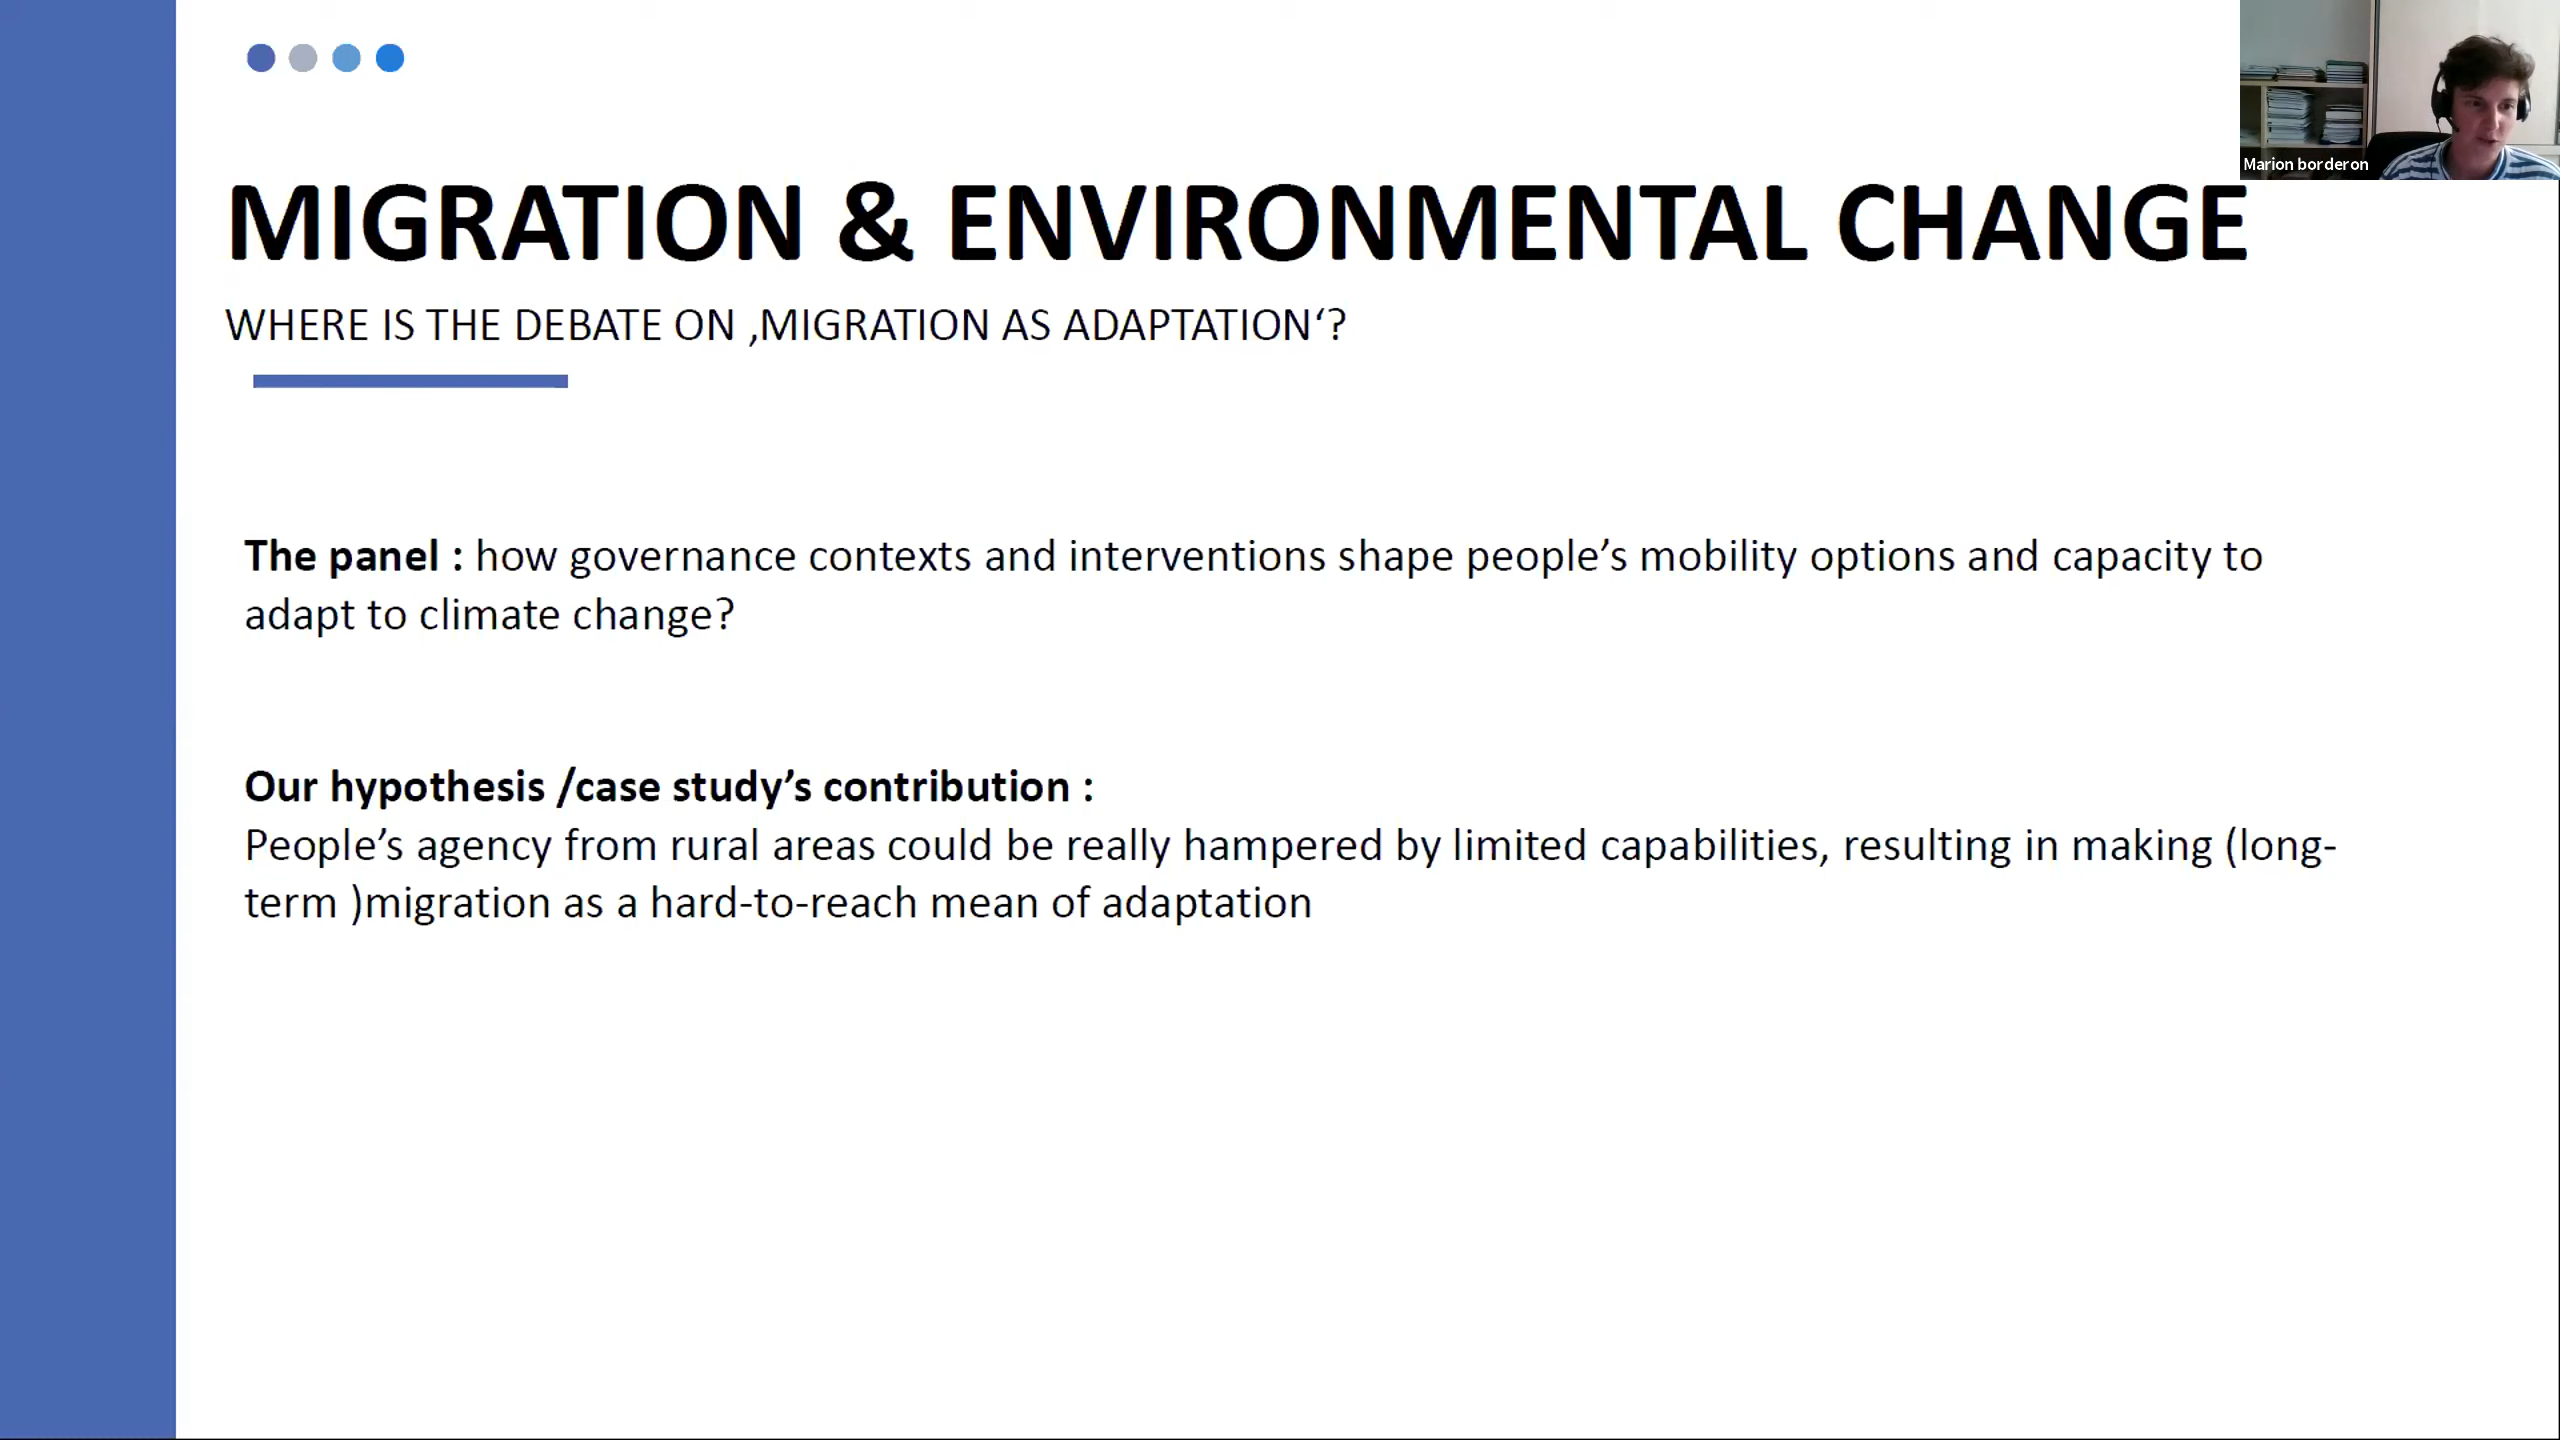 Marion borderon
MIGRATION & ENVIRONMENTAL CHANGE
WHERE IS THE DEBATE ON ‚MIGRATION AS ADAPTATION‘?
The panel : how governance contexts and interventions shape people’s mobility options and capacity to
adapt to climate change?
Our hypothesis /case study’s contribution :
People’s agency from rural areas could be really hampered by limited capabilities, resulting in making (long-
term )migration as a hard-to-reach mean of adaptation